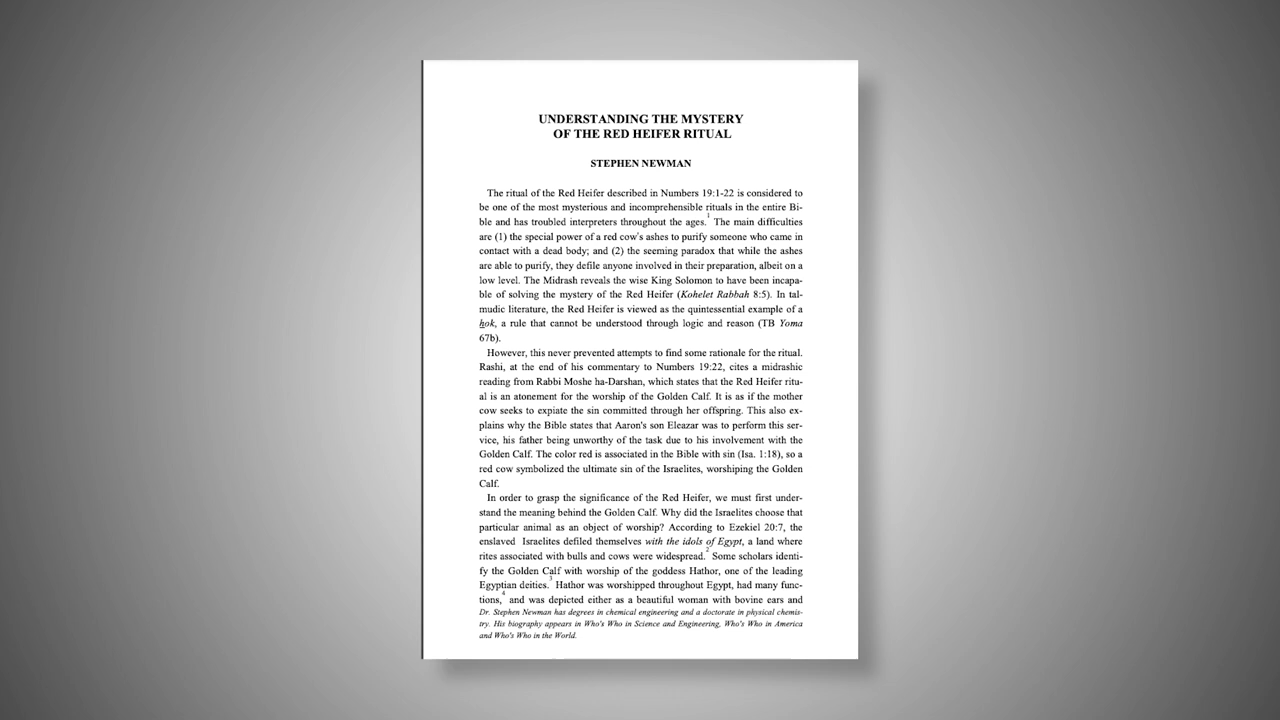 UNDERSTANDING THE MYSTERY
OF THE RED HEIFER RITUAL
STEPHEN NEWMAN
The ritual of the Red Heifer described in Numbers 19:1-22 is considered to
be one of the most mysterious and incomprehensible rituals in the entire Bi-
ble and has troubled interpreters throughout the ages.1 The main difficulties
are (1) the special power of a red cow's ashes to purify someone who came in
contact with a dead body; and (2) the seeming paradox that while the ashes
are able to purify, they defile anyone involved in their preparation, albeit on a
low level. The Midrash reveals the wise King Solomon to have been incapa-
ble of solving the mystery of the Red Heifer (Kohelet Rabbah 8:5). In tal-
mudic literature, the Red Heifer is viewed as the quintessential example of a
ḥok, a rule that cannot be understood through logic and reason (TB Yoma
67b).
However, this never prevented attempts to find some rationale for the ritual.
Rashi, at the end of his commentary to Numbers 19:22, cites a midrashic
reading from Rabbi Moshe ha-Darshan, which states that the Red Heifer ritu-
al is an atonement for the worship of the Golden Calf. It is as if the mother
cow seeks to expiate the sin committed through her offspring. This also ex-
plains why the Bible states that Aaron's son Eleazar was to perform this ser-
vice, his father being unworthy of the task due to his involvement with the
Golden Calf. The color red is associated in the Bible with sin (Isa. 1:18), so a
red cow symbolized the ultimate sin of the Israelites, worshiping the Golden
Calf.
In order to grasp the significance of the Red Heifer, we must first under-
stand the meaning behind the Golden Calf. Why did the Israelites choose that
particular animal as an object of worship? According to Ezekiel 20:7, the
enslaved Israelites defiled themselves with the idols of Egypt, a land where
rites associated with bulls and cows were widespread.2 Some scholars identi-
fy the Golden Calf with worship of the goddess Hathor, one of the leading
Egyptian deities.3 Hathor was worshipped throughout Egypt, had many func-
tions,4 and was depicted either as a beautiful woman with bovine ears and
Dr. Stephen Newman has degrees in chemical engineering and a doctorate in physical chemis-
try. His biography appears in Who's Who in Science and Engineering, Who's Who in America
and Who's Who in the World.